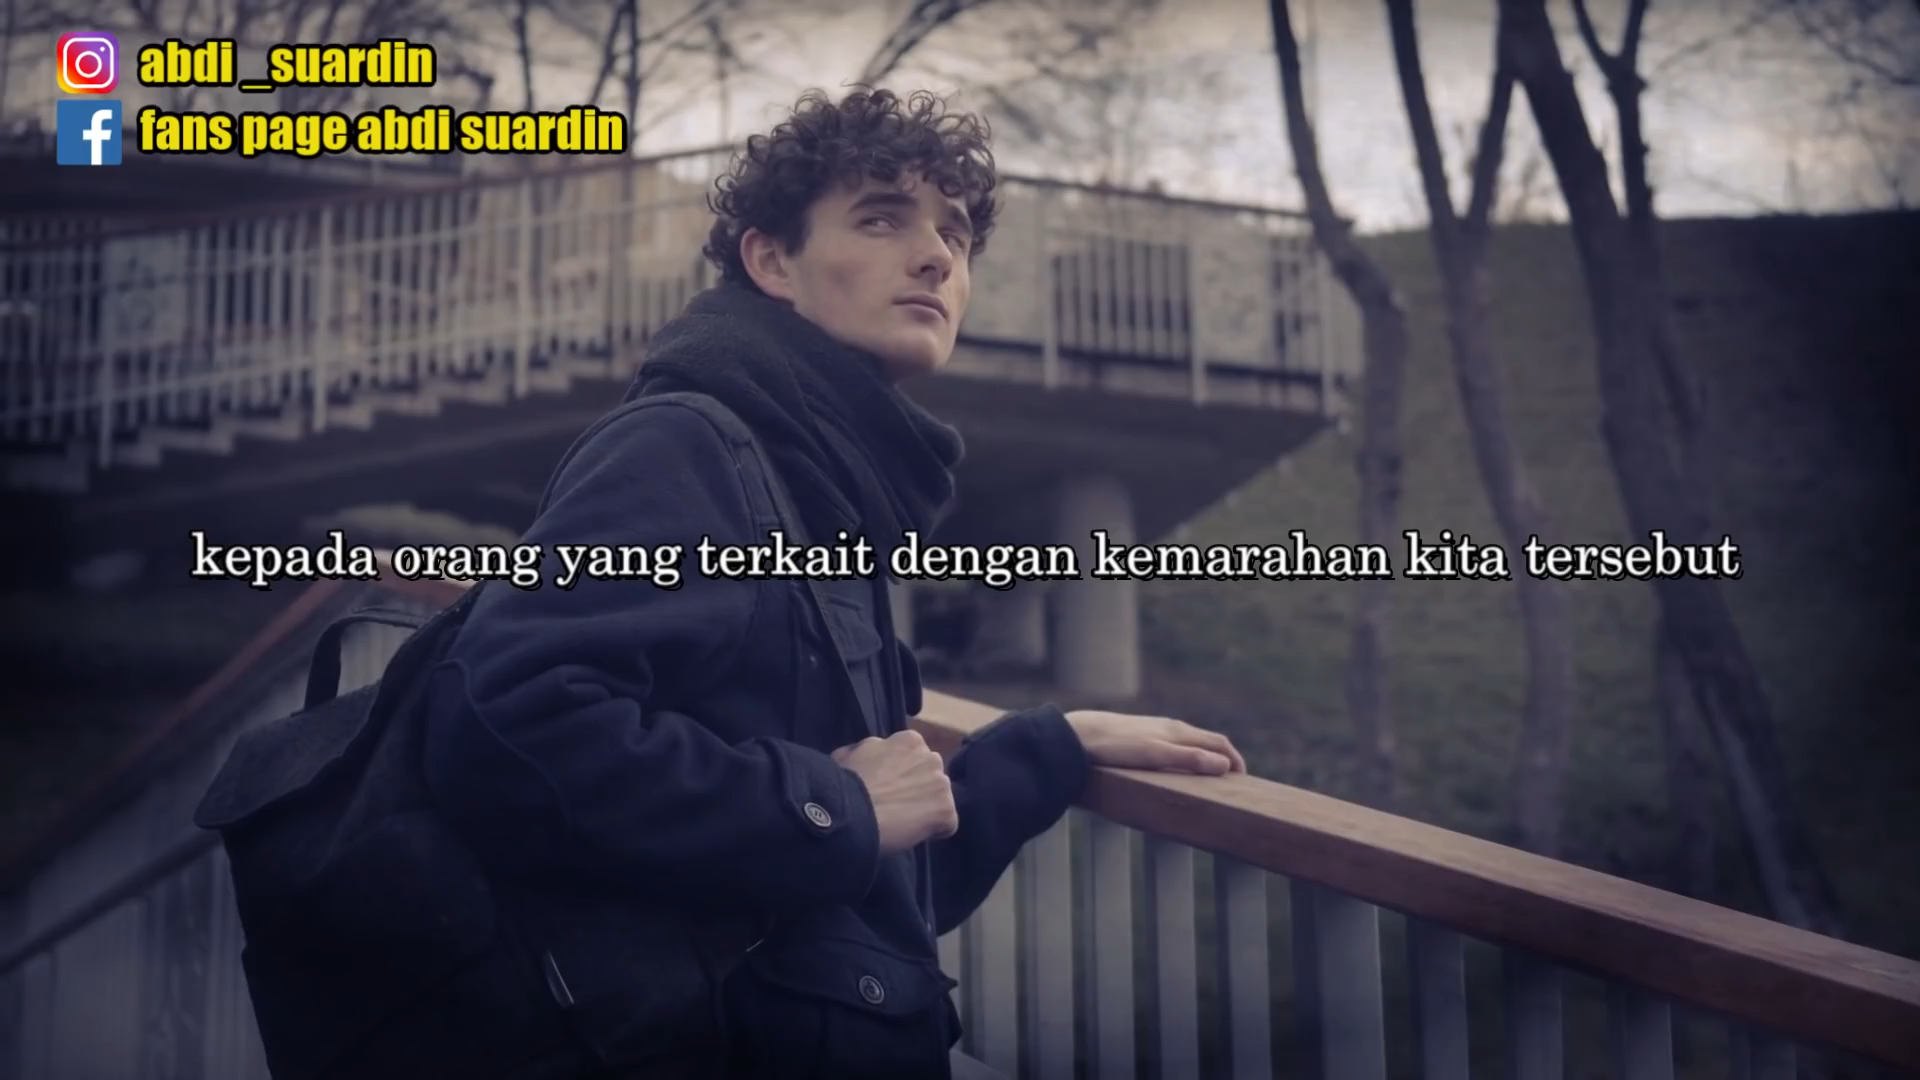 abdi_suardin
fans page abdi suardin
kepada orang yang terkait dengan kemarahan kita tersebut